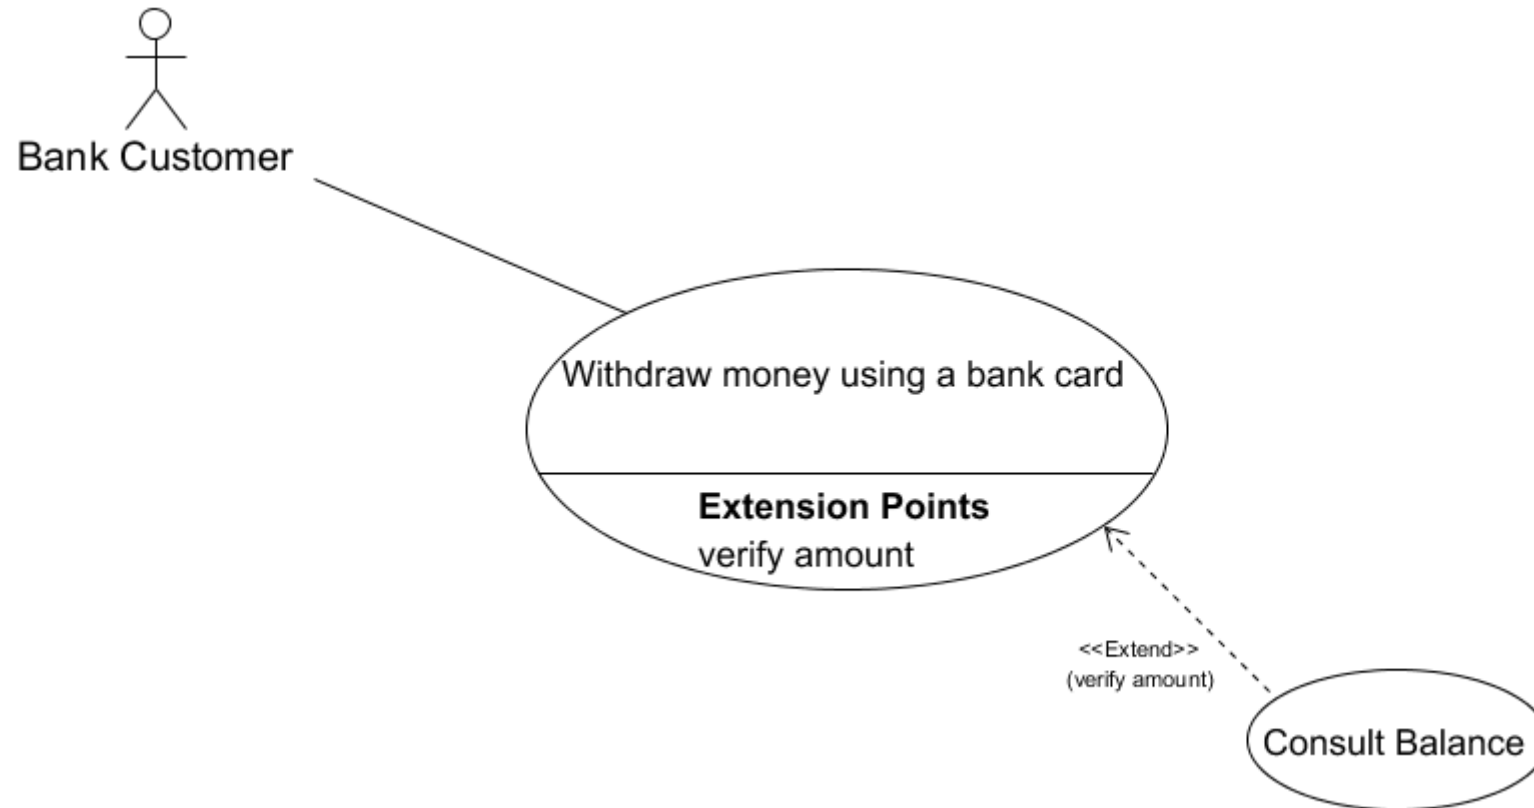 Bank Customer
Withdraw money using a bank card
Extension Points
verify amount
<<Extend>>
(verify amount)
Consult Balance